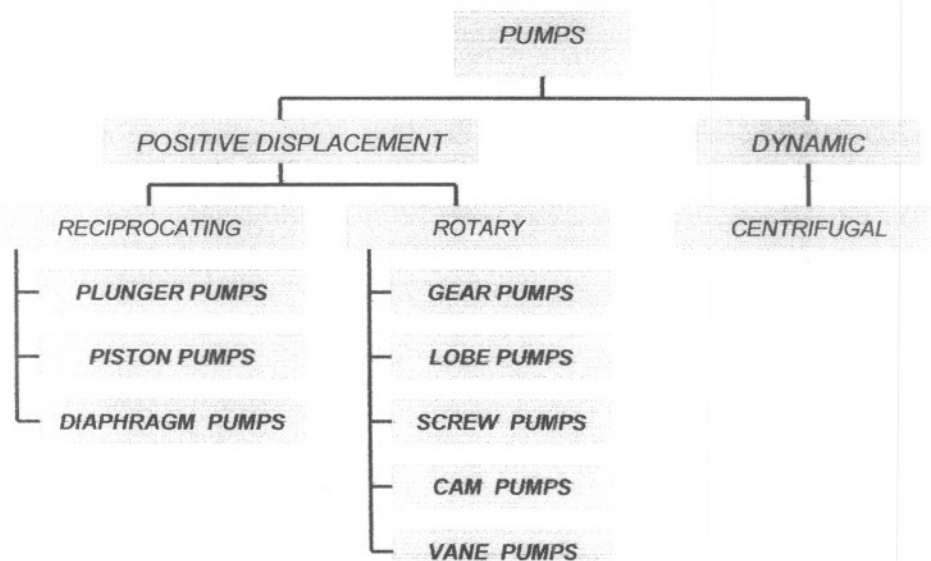 PUMPS
POSITIVE DISPLACEMENT
DYNAMIC
RECIPROCATING
ROTARY
CENTRIFUGAL
PLUNGER PUMPS
GEAR PUMPS
PISTON PUMPS
LOBE PUMPS
DIAPHRAGM PUMPS
SCREW PUMPS
CAM PUMPS
VANE PUMPS